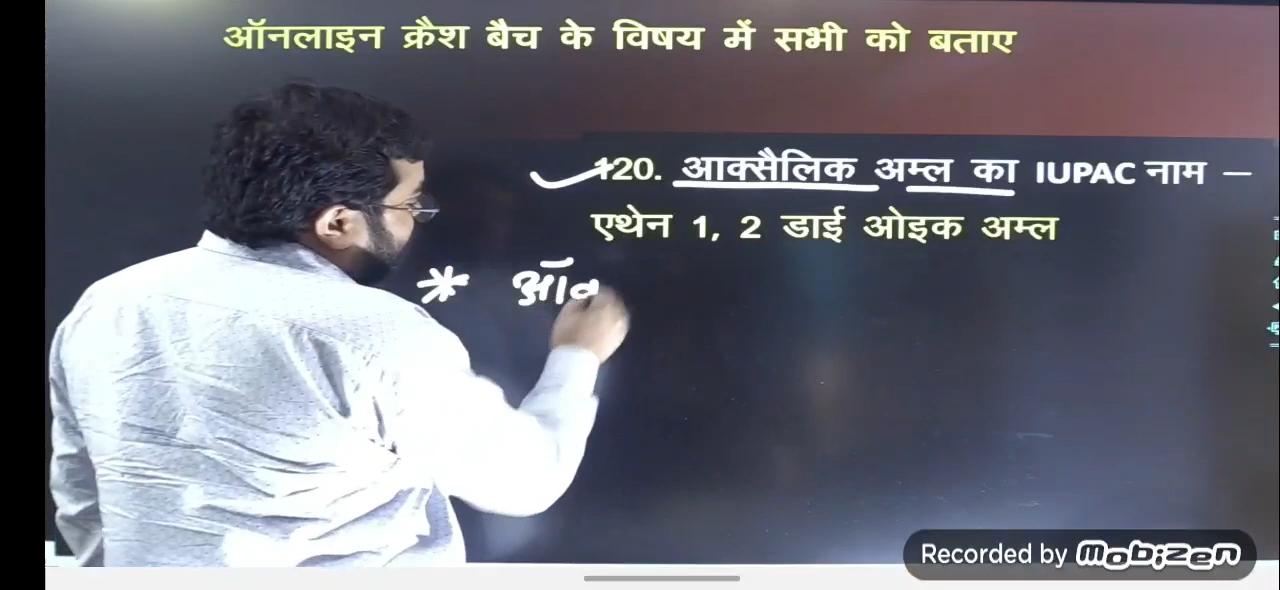 ऑनलाइन क्रैश बैच के विषय में सभी को बताए
120. आक्सैलिक अम्ल का IUPAC नाम –
एथेन 1, 2 डाई ओइक अम्ल
*
Recorded by Mobizen